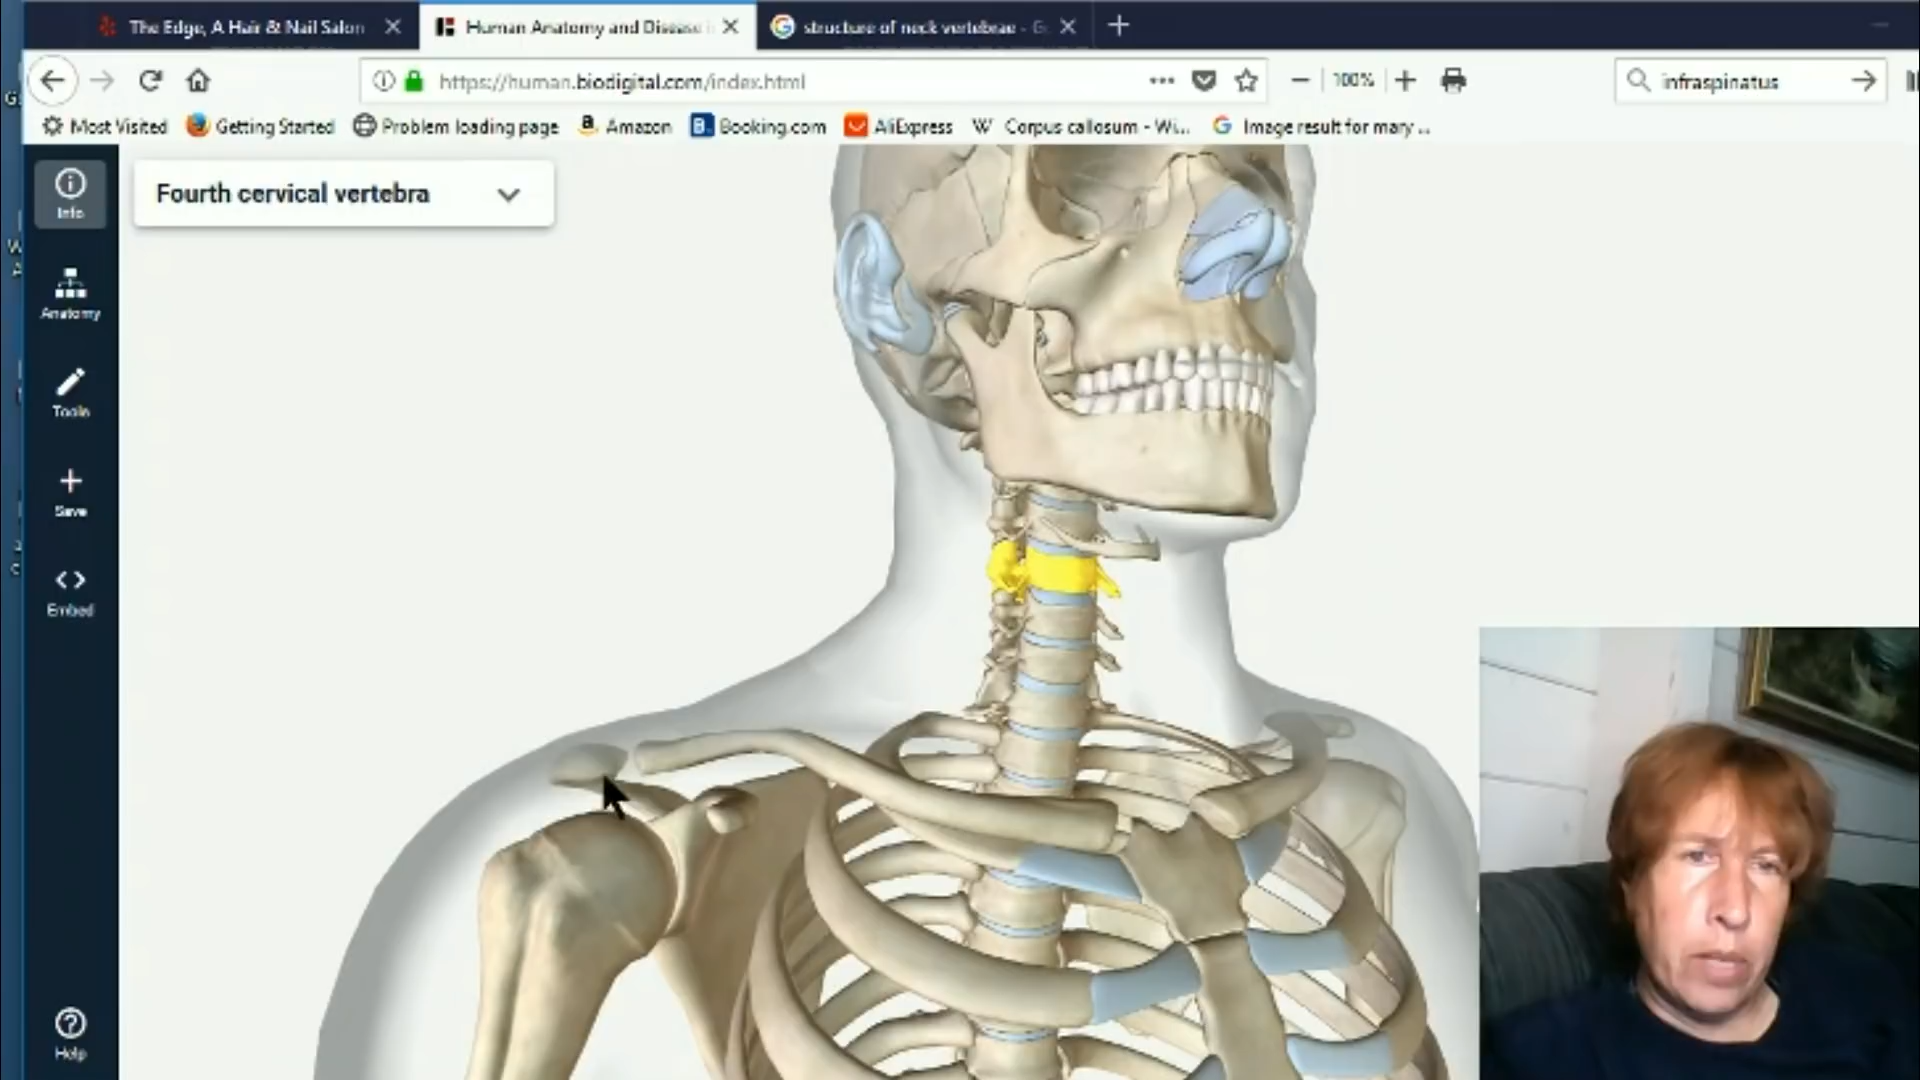 The Edge, A Hair & Nail Salon
Human Anatomy and Disease i
structure of neck vertebrae - G
https://human.biodigital.com/index.html
100%
infraspinatus
Most Visited
Getting Started
Problem loading page
Amazon
Booking.com
AliExpress
W Corpus callosum - Wi...
Image result for mary ...
Info
Fourth cervical vertebra
Anatomy
Tools
Save
Embed
Help